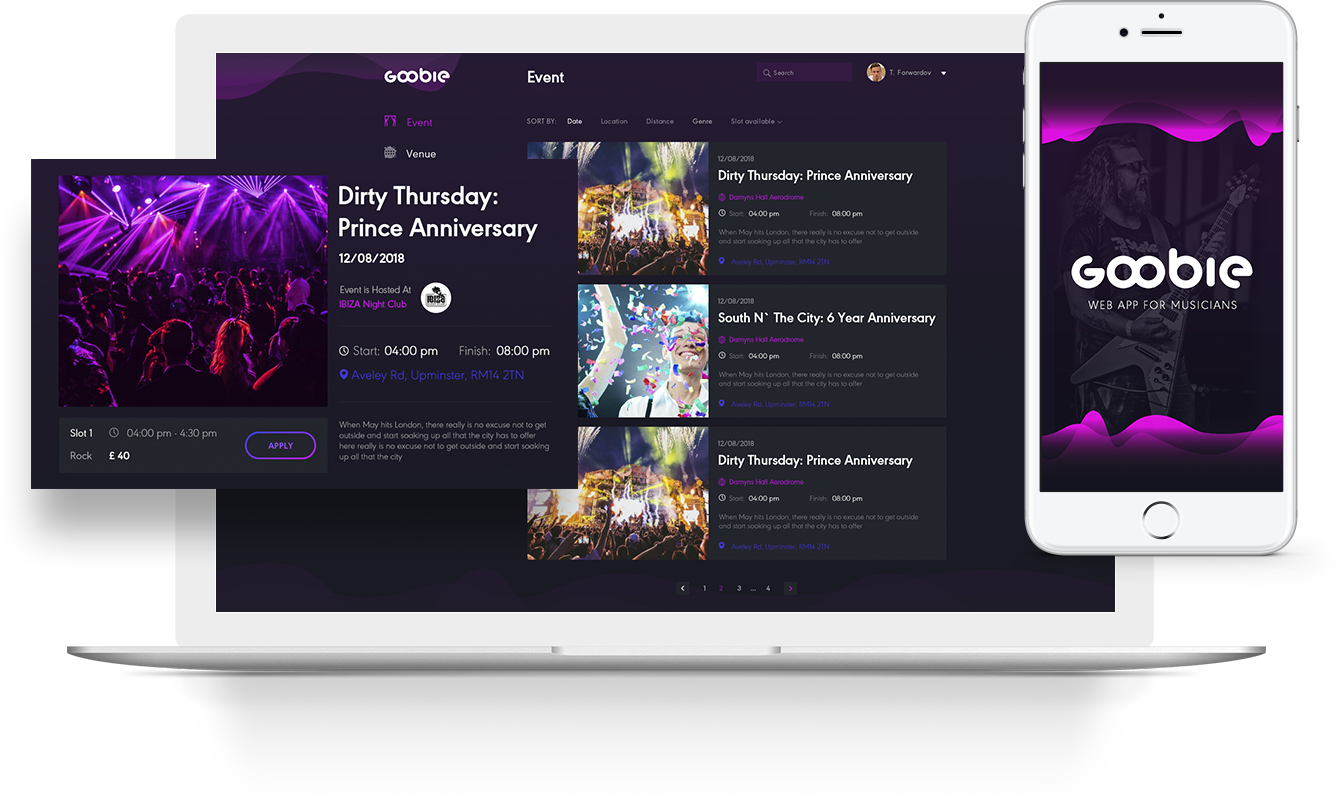 GOOBIE
Event
Search
T. Forwardov
Event
Venue
SORT BY:
Date
Location
Distance
Genre
Slot available
12/08/2018
Dirty Thursday: Prince Anniversary
Damyns Hall Aerodrome
Start: 04:00 pm
Finish: 08:00 pm
When May hits London, there really is no excuse not to get outside
and start soaking up all that the city has to offer
Aveley Rd, Upminster, RM14 2TN
12/08/2018
South N` The City: 6 Year Anniversary
Damyns Hall Aerodrome
Start: 04:00 pm
Finish: 08:00 pm
When May hits London, there really is no excuse not to get outside
and start soaking up all that the city has to offer
Aveley Rd, Upminster, RM14 2TN
12/08/2018
Dirty Thursday: Prince Anniversary
Damyns Hall Aerodrome
Start: 04:00 pm
Finish: 08:00 pm
When May hits London, there really is no excuse not to get outside
and start soaking up all that the city has to offer
Aveley Rd, Upminster, RM14 2TN
1 2 3 ... 4
Dirty Thursday:
Prince Anniversary
12/08/2018
Event is Hosted At
IBIZA Night Club
IBIZA
Start: 04:00 pm
Finish: 08:00 pm
Aveley Rd, Upminster, RM14 2TN
When May hits London, there really is no excuse not to get
outside and start soaking up all that the city has to offer
here really is no excuse not to get outside and start soaking
up all that the city
Slot 1
04:00 pm - 4:30 pm
Rock
£ 40
APPLY
GOOBIE
WEB APP FOR MUSICIANS